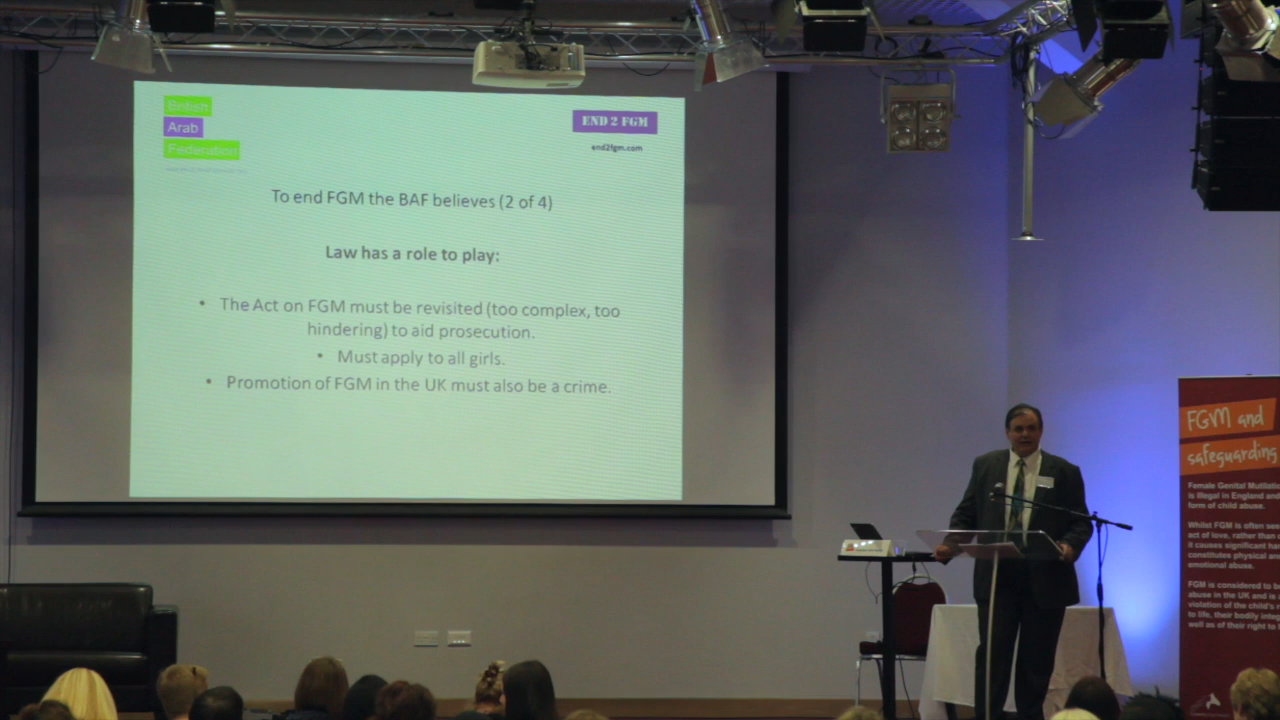 British
Arab
Federation
END 2 FGM
end2fgm.com
To end FGM the BAF believes (2 of 4)
Law has a role to play:
• The Act on FGM must be revisited (too complex, too
hindering) to aid prosecution.
• Must apply to all girls.
• Promotion of FGM in the UK must also be a crime.
FGM and
safeguarding
Female Genital
is illegal in England and
form of child abuse.
Whilst FGM is often
act of love, rather than
it causes significant
constitutes physical
emotional abuse.
FGM is considered to
abuse in the UK and is
violation of the child's
to life, their bodily
well as of their right to